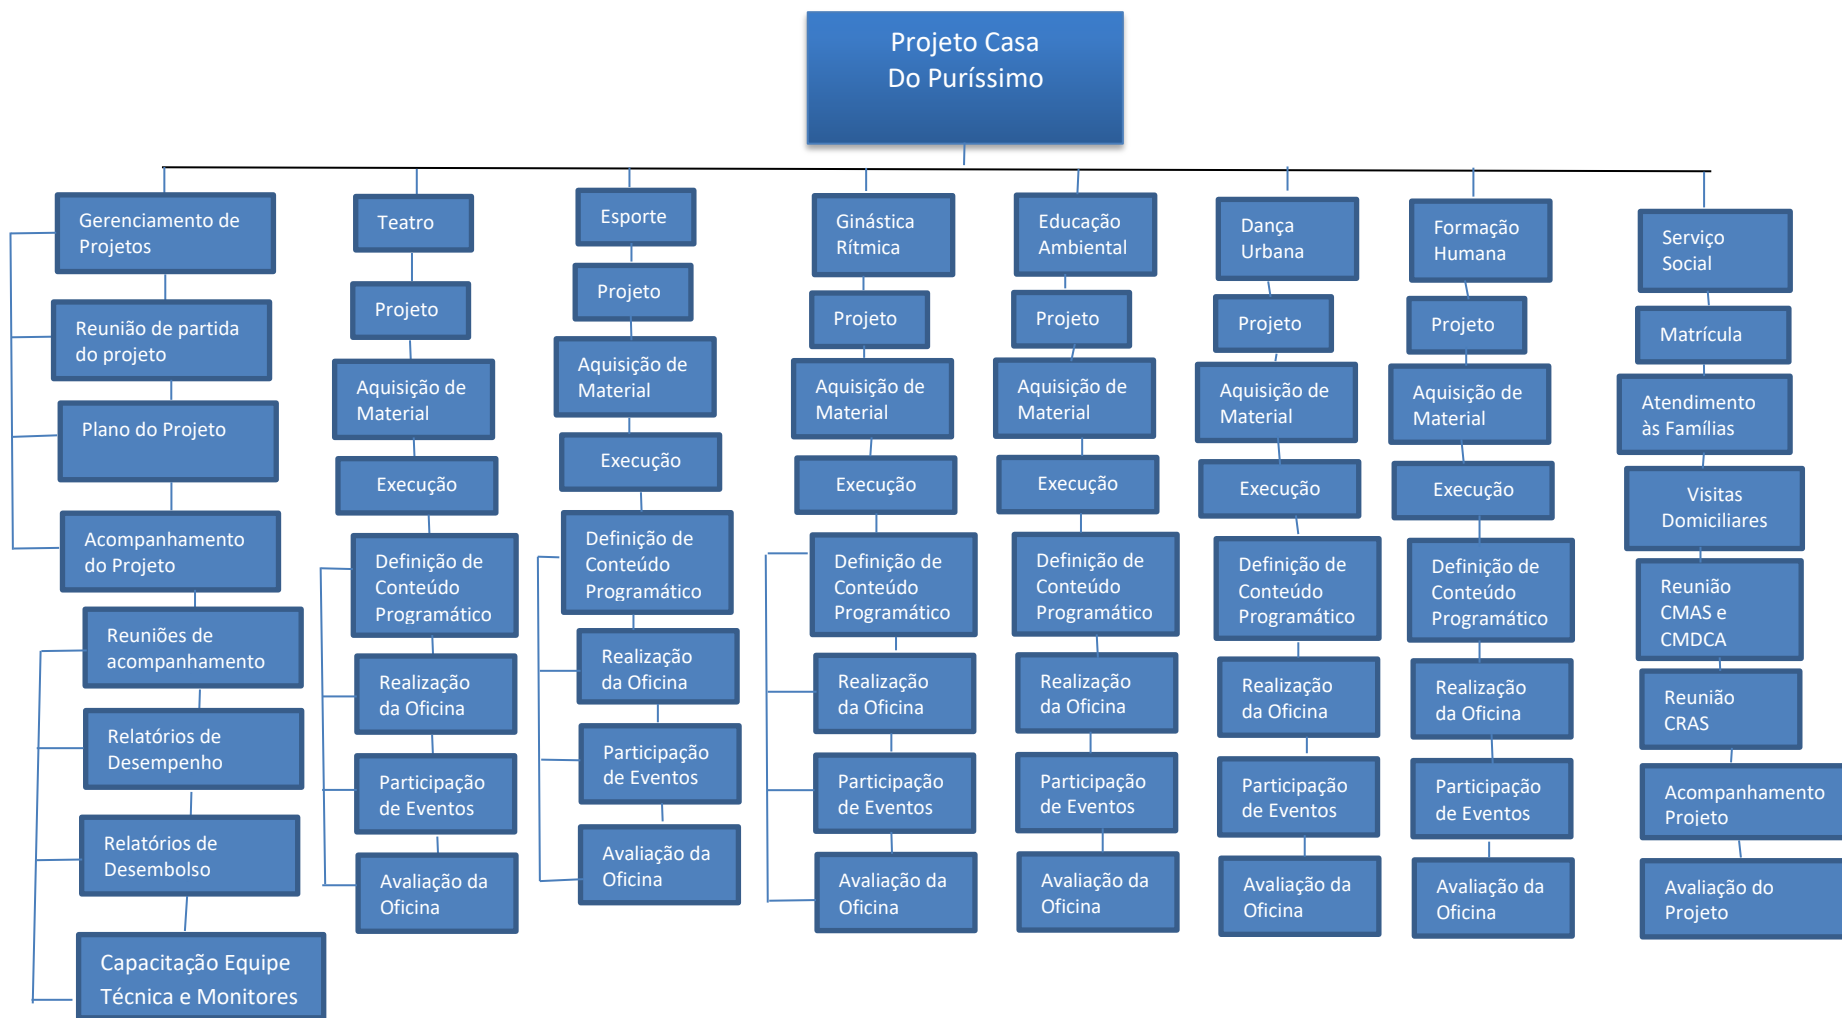 Projeto Casa
Do Puríssimo
Gerenciamento de
Projetos
Reunião de partida
do projeto
Plano do Projeto
Acompanhamento
do Projeto
Reuniões de
acompanhamento
Relatórios de
Desempenho
Relatórios de
Desembolso
Capacitação Equipe
Técnica e Monitores
Teatro
Projeto
Aquisição de
Material
Execução
Definição de
Conteúdo
Programático
Realização
da Oficina
Participação
de Eventos
Avaliação da
Oficina
Esporte
Projeto
Aquisição de
Material
Execução
Definição de
Conteúdo
Programático
Realização
da Oficina
Participação
de Eventos
Avaliação da
Oficina
Ginástica
Rítmica
Projeto
Aquisição de
Material
Execução
Definição de
Conteúdo
Programático
Realização
da Oficina
Participação
de Eventos
Avaliação da
Oficina
Educação
Ambiental
Projeto
Aquisição de
Material
Execução
Definição de
Conteúdo
Programático
Realização
da Oficina
Participação
de Eventos
Avaliação da
Oficina
Dança
Urbana
Projeto
Aquisição de
Material
Execução
Definição de
Conteúdo
Programático
Realização
da Oficina
Participação
de Eventos
Avaliação da
Oficina
Formação
Humana
Projeto
Aquisição de
Material
Execução
Definição de
Conteúdo
Programático
Realização
da Oficina
Participação
de Eventos
Avaliação da
Oficina
Serviço
Social
Matrícula
Atendimento
às Famílias
Visitas
Domiciliares
Reunião
CMAS e
CMDCA
Reunião
CRAS
Acompanhamento
Projeto
Avaliação do
Projeto